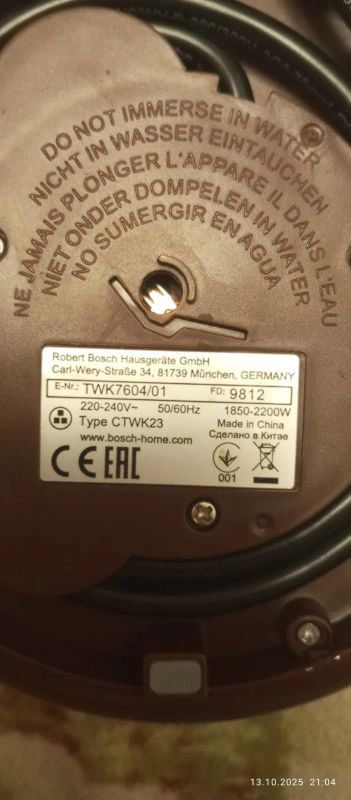 DO NOT IMMERSE IN WATER
NICHT IN WASSER EINTAUCHEN
NE JAMAIS PLONGER L'APPARE IL DANS L'EAU
NIET ONDER DOMPELEN IN WATER
NO SUMERGIR EN AGUA
Robert Bosch Hausgeräte GmbH
Carl-Wery-Straße 34, 81739 München, GERMANY
E-Nr.: TWK7604/01 FD: 9812
220-240V~ 50/60Hz 1850-2200W
Type CTWK23 Made in China
www.bosch-home.com Сделано в Китае
CE EAC 001
13.10.2025 21:04